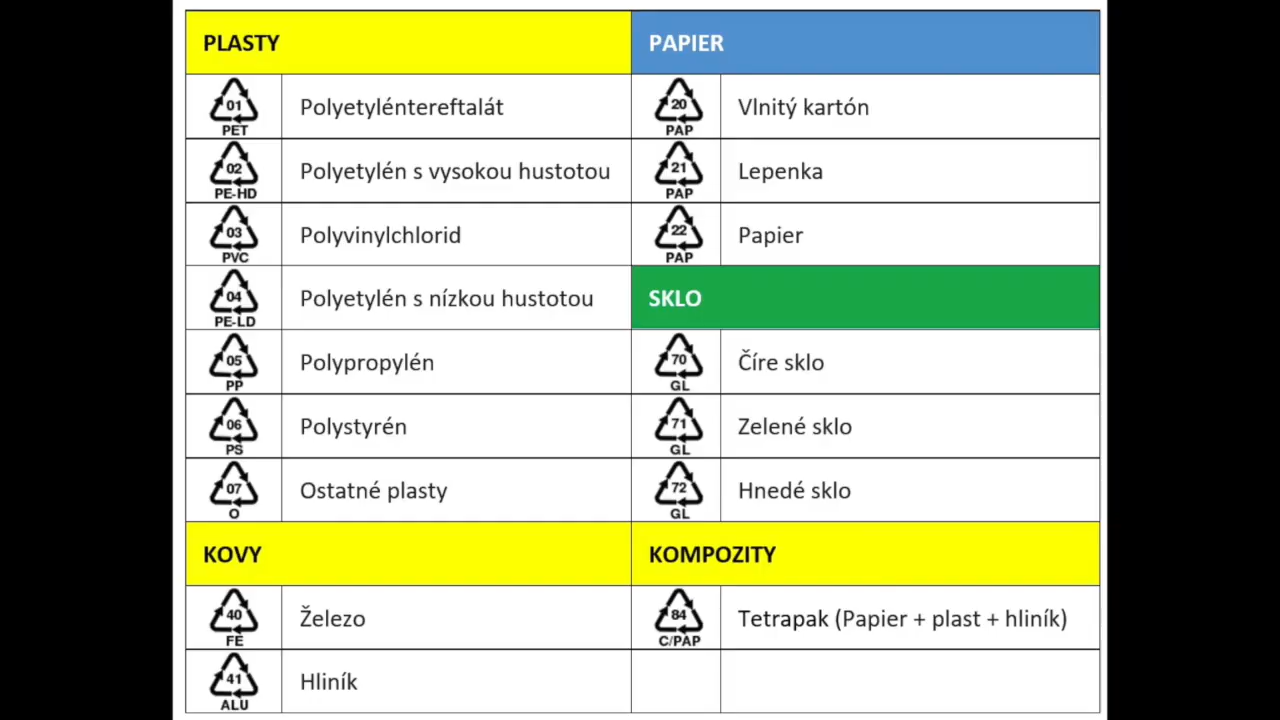 PLASTY
01
PET
Polyetyléntereftalát
02
PE-HD
Polyetylén s vysokou hustotou
03
PVC
Polyvinylchlorid
04
PE-LD
Polyetylén s nízkou hustotou
05
PP
Polypropylén
06
PS
Polystyrén
07
O
Ostatné plasty
KOVY
40
FE
Železo
41
ALU
Hliník
PAPIER
20
PAP
Vlnitý kartón
21
PAP
Lepenka
22
PAP
Papier
SKLO
70
GL
Číre sklo
71
GL
Zelené sklo
72
GL
Hnedé sklo
KOMPOZITY
84
C/PAP
Tetrapak (Papier + plast + hliník)